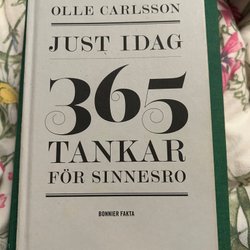 OLLE CARLSSON
JUST IDAG
365
TANKAR
FÖR SINNESRO
BONNIER FAKTA